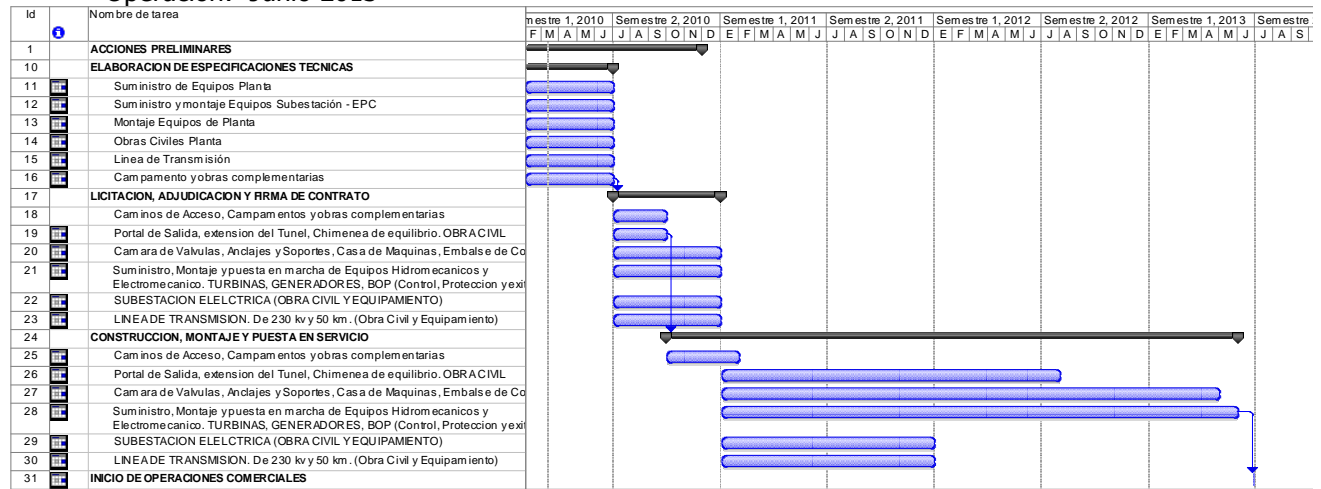 Operación: Junio 2013
Id Nombre de tarea
mestre 1, 2010 Semestre 2, 2010 Semestre 1, 2011 Semestre 2, 2011 Semestre 1, 2012 Semestre 2, 2012 Semestre 1, 2013 Semestre
F M A M J J A S O N D E F M A M J J A S O N D E F M A M J J A S O N D E F M A M J J A S
1 ACCIONES PRELIMINARES
10 ELABORACION DE ESPECIFICACIONES TECNICAS
11 Suministro de Equipos Planta
12 Suministro y montaje Equipos Subestación - EPC
13 Montaje Equipos de Planta
14 Obras Civiles Planta
15 Linea de Transmisión
16 Campamento y obras complementarias
17 LICITACION, ADJUDICACION Y FIRMA DE CONTRATO
18 Caminos de Acceso, Campamentos y obras complementarias
19 Portal de Salida, extension del Tunel, Chimenea de equilibrio. OBRA CIVIL
20 Camara de Valvulas, Anclajes y Soportes, Casa de Maquinas, Embalse de Co
21 Suministro, Montaje y puesta en marcha de Equipos Hidromecanicos y
Electromecanico. TURBINAS, GENERADORES, BOP (Control, Proteccion y exit
22 SUBESTACION ELELCTRICA (OBRA CIVIL Y EQUIPAMIENTO)
23 LINEA DE TRANSMISION. De 230 kv y 50 km. (Obra Civil y Equipamiento)
24 CONSTRUCCION, MONTAJE Y PUESTA EN SERVICIO
25 Caminos de Acceso, Campamentos y obras complementarias
26 Portal de Salida, extension del Tunel, Chimenea de equilibrio. OBRA CIVIL
27 Camara de Valvulas, Anclajes y Soportes, Casa de Maquinas, Embalse de Co
28 Suministro, Montaje y puesta en marcha de Equipos Hidromecanicos y
Electromecanico. TURBINAS, GENERADORES, BOP (Control, Proteccion y exit
29 SUBESTACION ELELCTRICA (OBRA CIVIL Y EQUIPAMIENTO)
30 LINEA DE TRANSMISION. De 230 kv y 50 km. (Obra Civil y Equipamiento)
31 INICIO DE OPERACIONES COMERCIALES